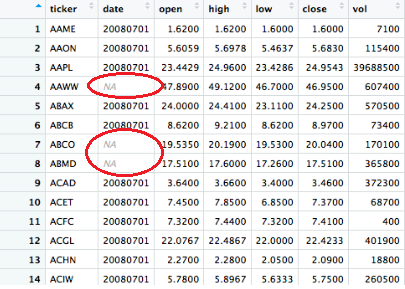 ticker date open high low close vol
1 AAME 20080701 1.6200 1.6200 1.6000 1.6000 7100
2 AAON 20080701 5.6059 5.6978 5.4637 5.6830 115400
3 AAPL 20080701 23.4429 24.9600 23.4286 24.9543 39688500
4 AAWW NA 47.8900 49.1200 46.7000 46.9500 607400
5 ABAX 20080701 24.0000 24.4100 23.1100 24.2500 570500
6 ABCB 20080701 8.6200 9.2100 8.6200 8.9700 73400
7 ABCO NA 19.5350 20.1900 19.5300 20.0400 170100
8 ABMD NA 17.5100 17.6000 17.2600 17.5100 365800
9 ACAD 20080701 3.6400 3.6600 3.4000 3.4600 372300
10 ACET 20080701 7.4500 7.8500 6.8500 7.3700 68700
11 ACFC 20080701 7.3200 7.4400 7.3200 7.4100 400
12 ACGL 20080701 22.0767 22.4867 22.0000 22.4233 401900
13 ACHN 20080701 2.2700 2.2800 2.0500 2.0900 18800
14 ACIW 20080701 5.7800 5.8967 5.6333 5.7500 260500